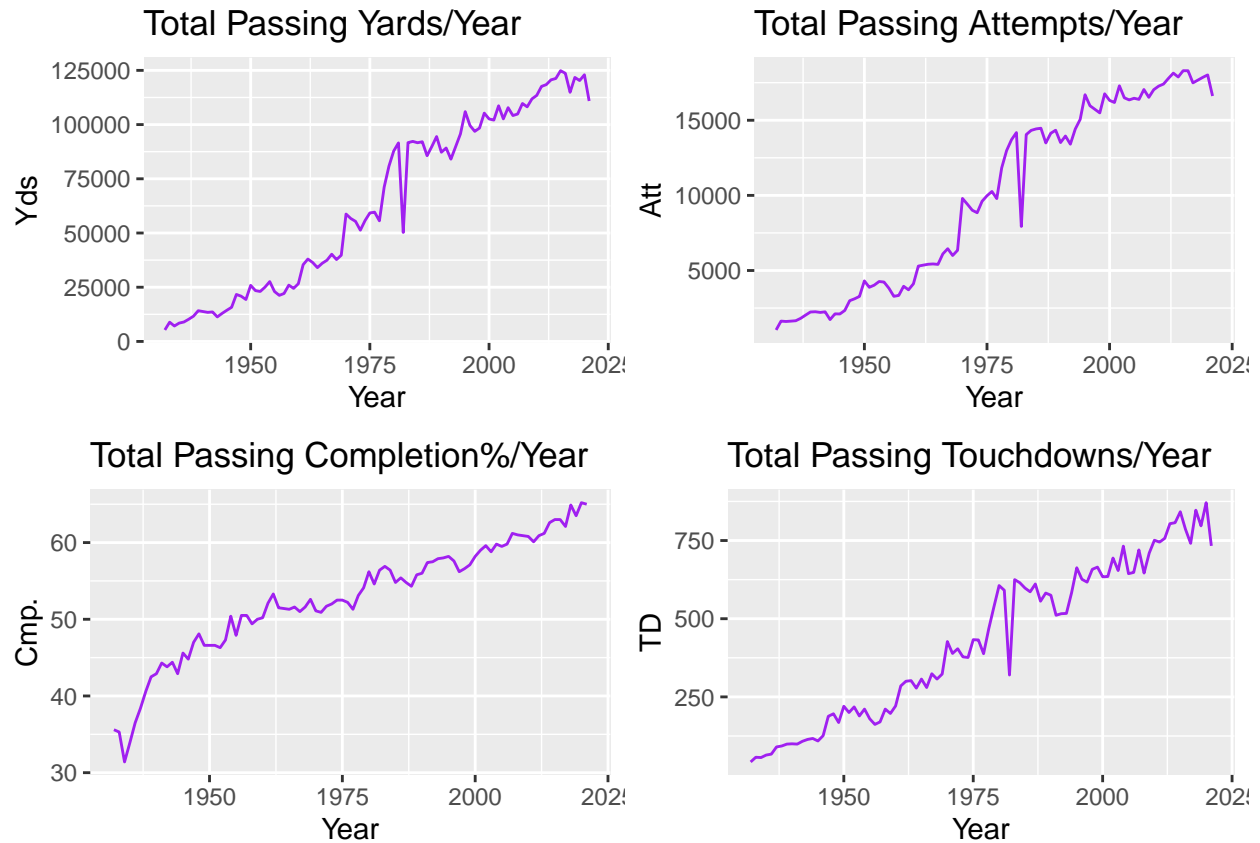 Total Passing Yards/Year
125000
100000
75000
50000
25000
0
Yds
1950
1975
2000
2025
Year
Total Passing Attempts/Year
15000
10000
5000
Att
1950
1975
2000
2025
Year
Total Passing Completion%/Year
60
50
40
30
Cmp.
1950
1975
2000
2025
Year
Total Passing Touchdowns/Year
750
500
250
TD
1950
1975
2000
2025
Year